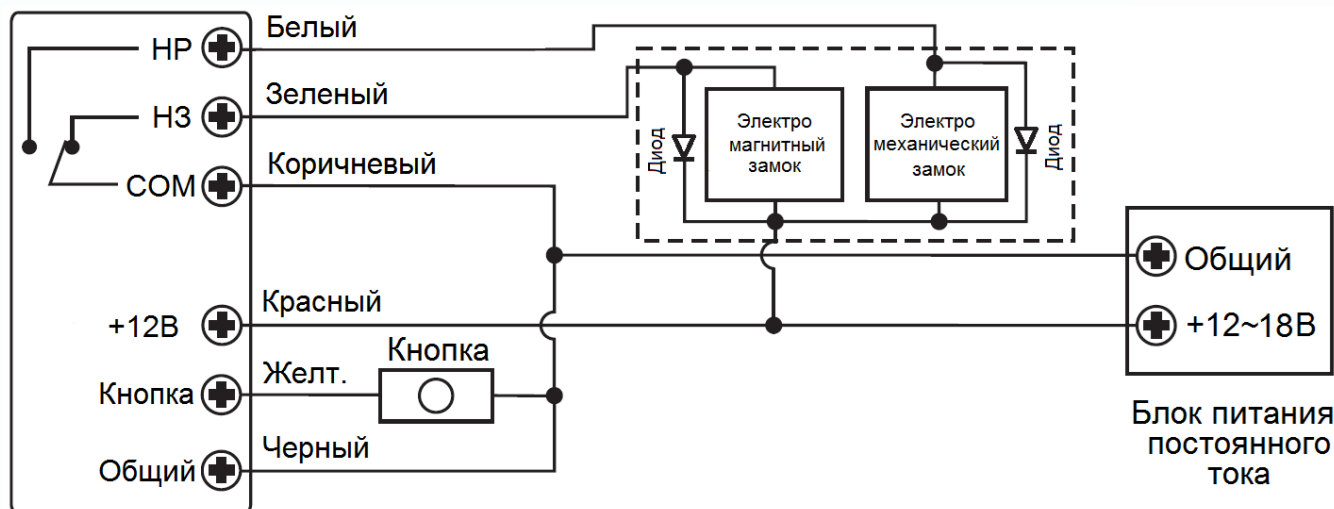 НР
Белый
НЗ
Зеленый
COM
Коричневый
Диод
Электро
магнитный
замок
Электро
механический
замок
Диод
Общий
+12В
Красный
+12~18В
Кнопка
Желт.
Кнопка
Общий
Черный
Блок питания
постоянного
тока